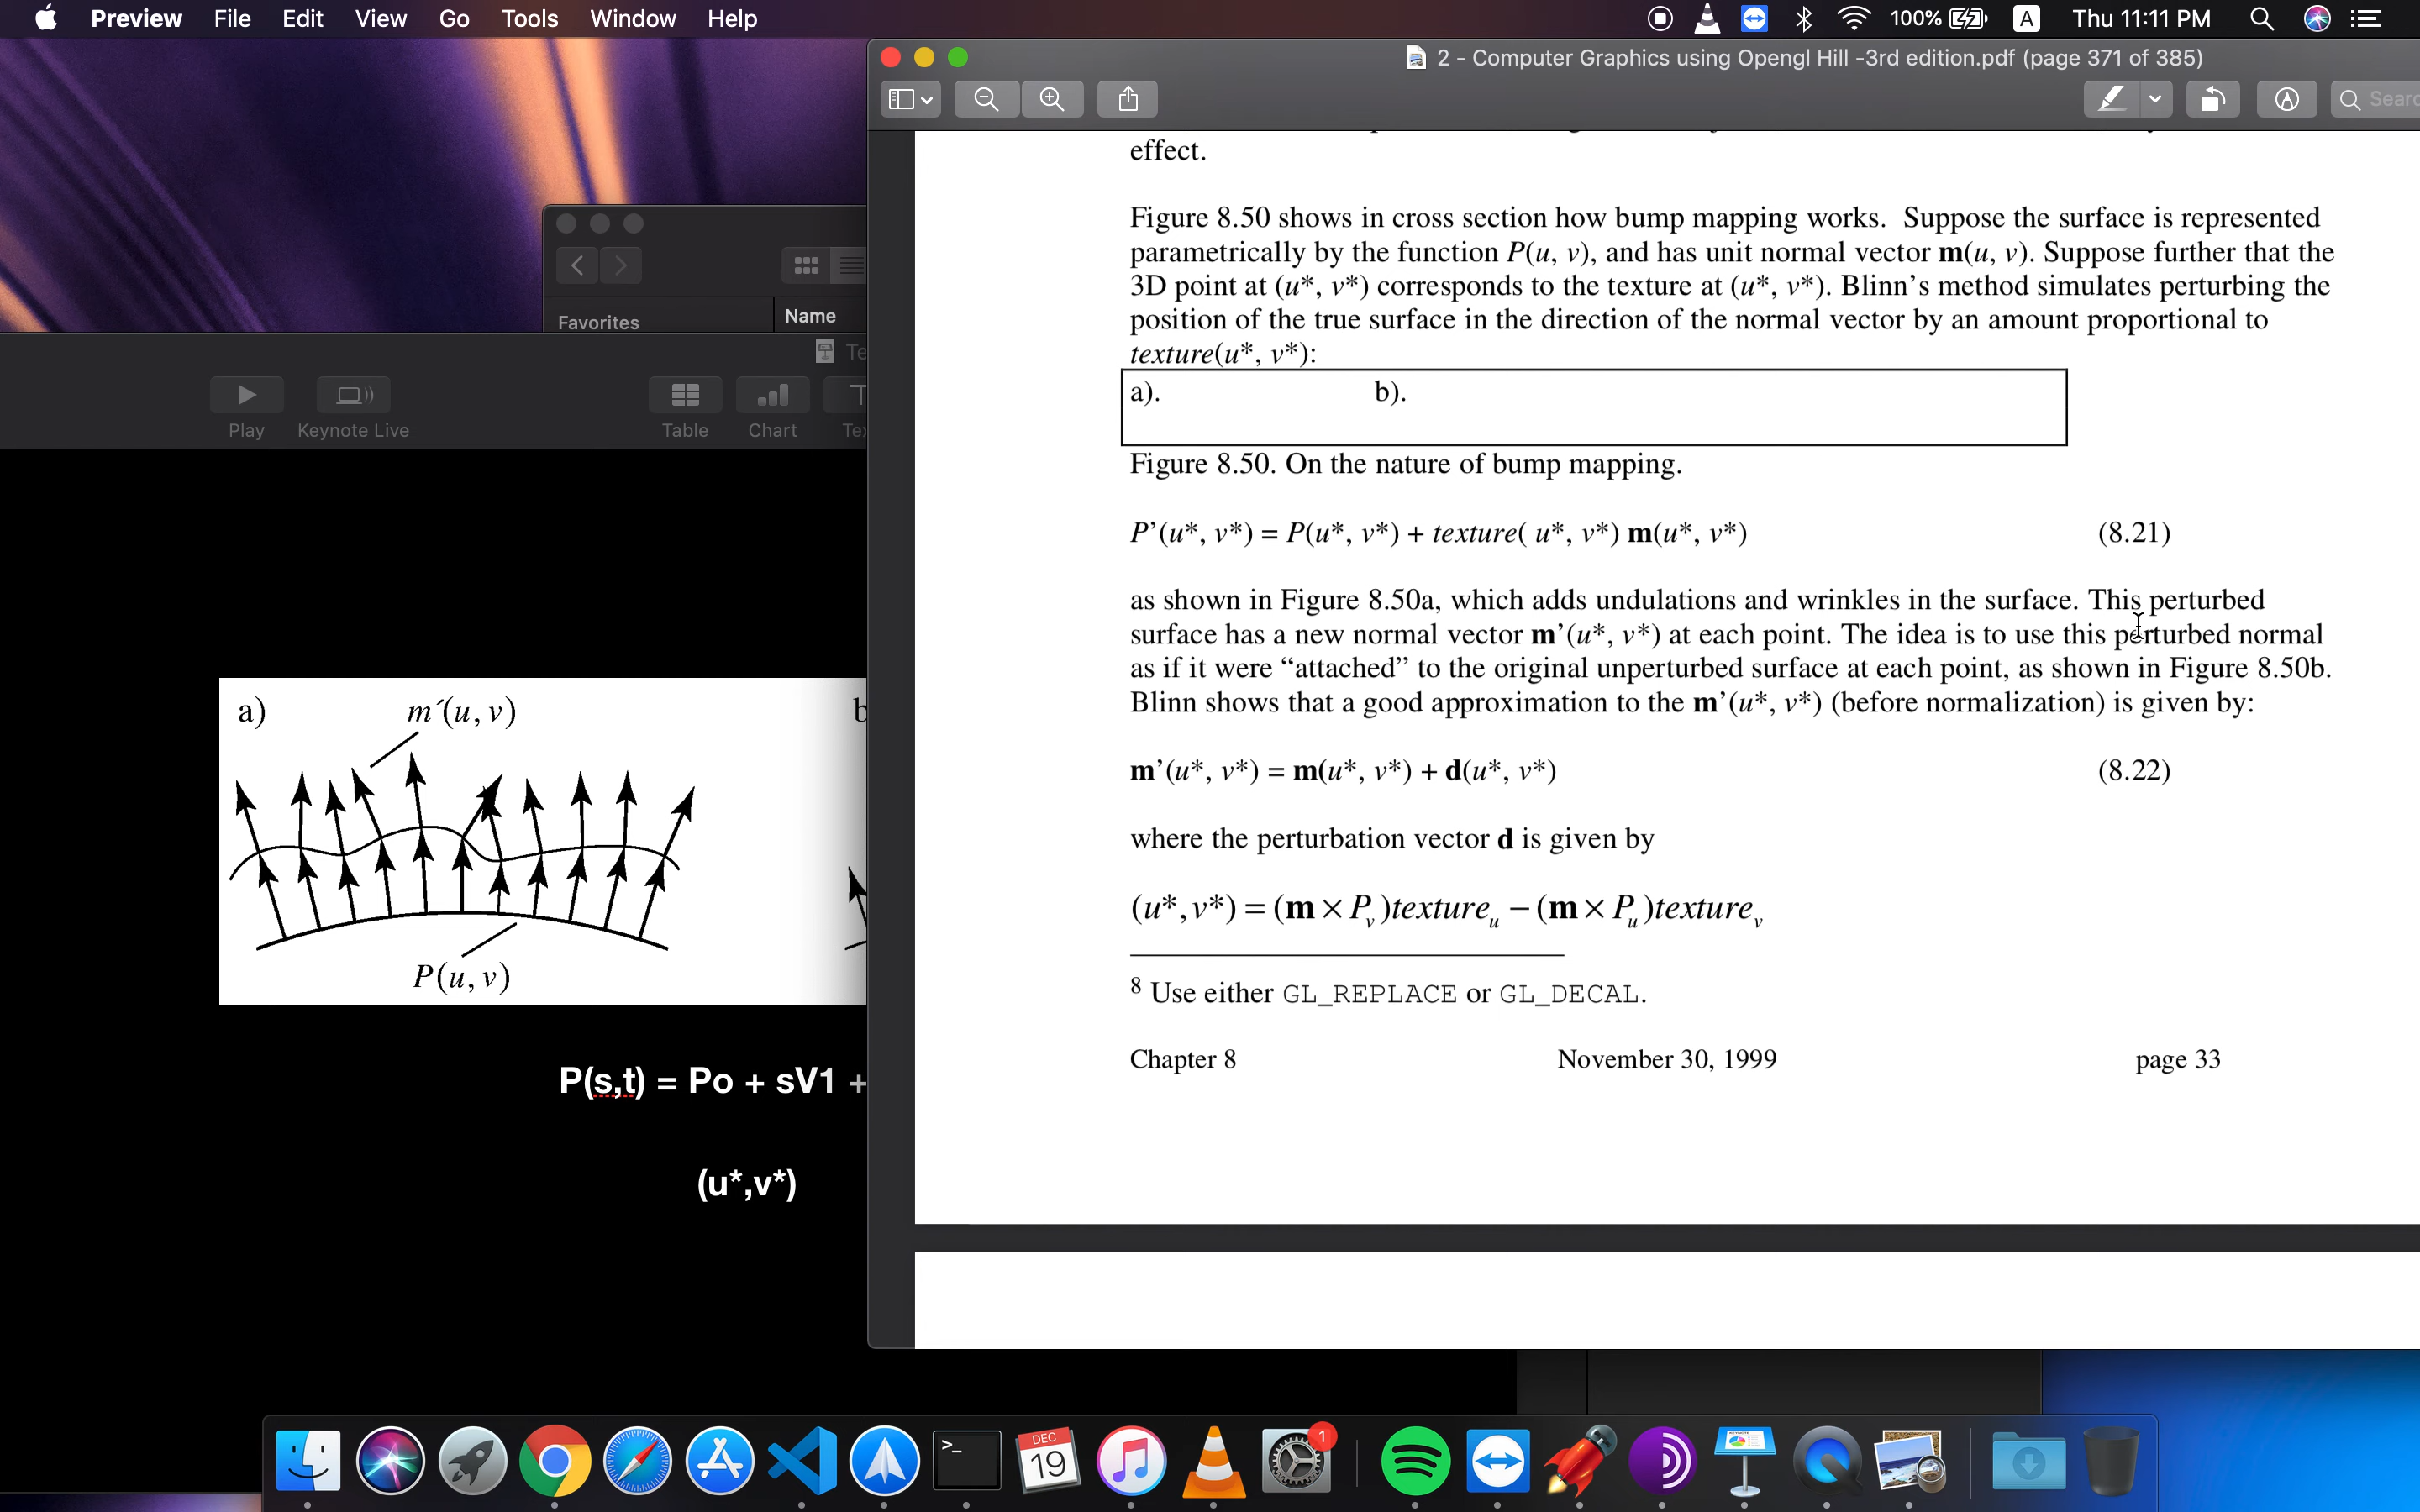 Preview File Edit View Go Tools Window Help 100% A Thu 11:11 PM
2 - Computer Graphics using Opengl Hill -3rd edition.pdf (page 371 of 385)
effect.
Figure 8.50 shows in cross section how bump mapping works. Suppose the surface is represented
parametrically by the function P(u, v), and has unit normal vector m(u, v). Suppose further that the
3D point at (u*, v*) corresponds to the texture at (u*, v*). Blinn's method simulates perturbing the
position of the true surface in the direction of the normal vector by an amount proportional to
texture(u*, v*):
a). b).
Figure 8.50. On the nature of bump mapping.
P'(u*, v*) = P(u*, v*) + texture( u*, v*) m(u*, v*) (8.21)
as shown in Figure 8.50a, which adds undulations and wrinkles in the surface. This perturbed
surface has a new normal vector m'(u*, v*) at each point. The idea is to use this perturbed normal
as if it were “attached” to the original unperturbed surface at each point, as shown in Figure 8.50b.
Blinn shows that a good approximation to the m'(u*, v*) (before normalization) is given by:
m'(u*, v*) = m(u*, v*) + d(u*, v*) (8.22)
where the perturbation vector d is given by
(u*,v*) = (m × Pv)textureu − (m × Pu)texturev
8 Use either GL_REPLACE or GL_DECAL.
Chapter 8 November 30, 1999 page 33
Favorites Name
Play Keynote Live Table Chart
a) m´(u, v)
P(u, v)
P(s,t) = Po + sV1 +
(u*,v*)
DEC
19
1